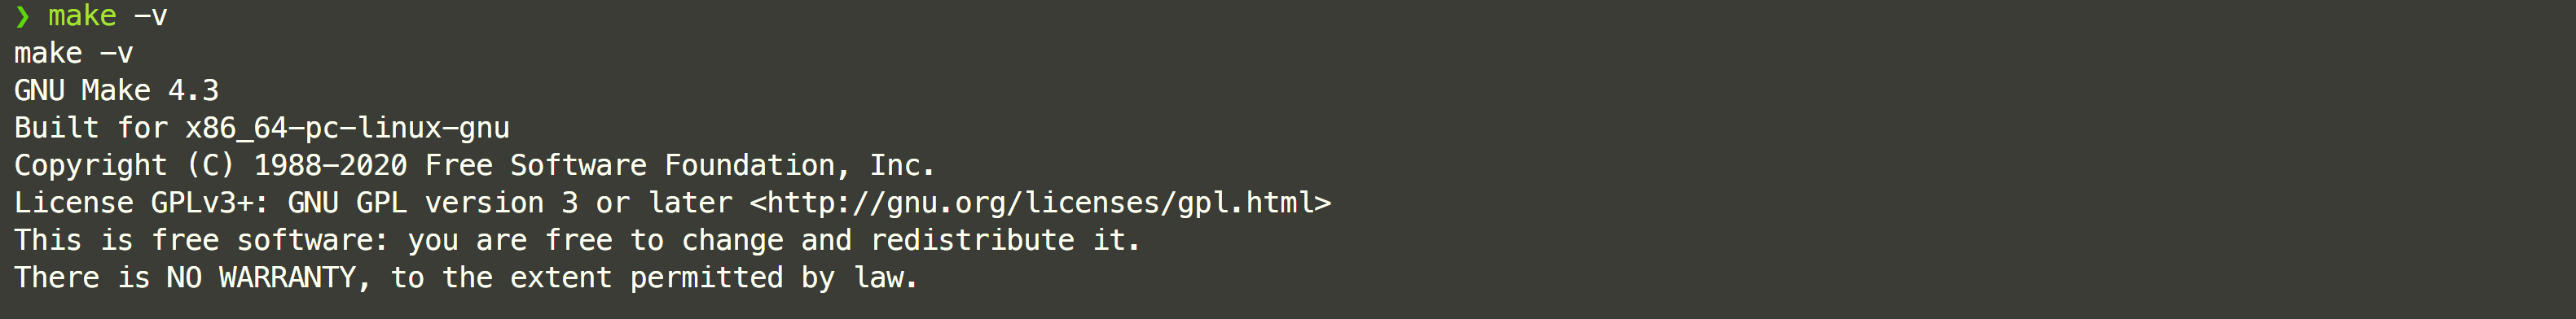 ❯ make -v
make -v
GNU Make 4.3
Built for x86_64-pc-linux-gnu
Copyright (C) 1988-2020 Free Software Foundation, Inc.
License GPLv3+: GNU GPL version 3 or later <http://gnu.org/licenses/gpl.html>
This is free software: you are free to change and redistribute it.
There is NO WARRANTY, to the extent permitted by law.